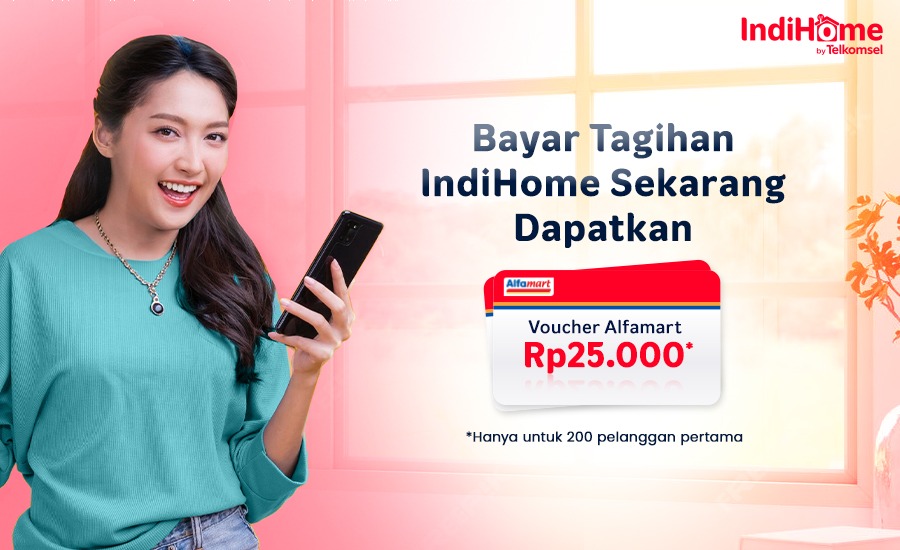 IndiHome
by Telkomsel
Bayar Tagihan
IndiHome Sekarang
Dapatkan
Alfamart
Voucher Alfamart
Rp25.000*
*Hanya untuk 200 pelanggan pertama